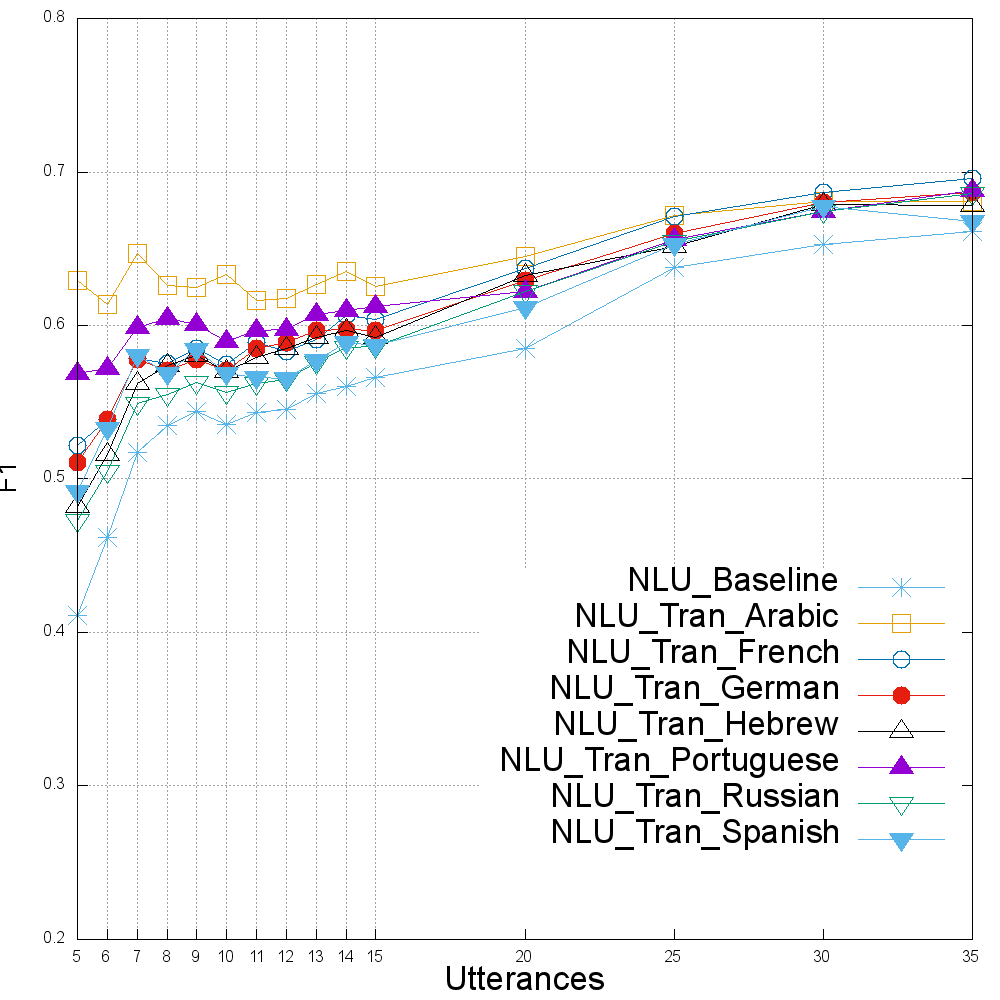 0.8
0.7
0.6
0.5
0.4
0.3
0.2
F1
NLU_Baseline
NLU_Tran_Arabic
NLU_Tran_French
NLU_Tran_German
NLU_Tran_Hebrew
NLU_Tran_Portuguese
NLU_Tran_Russian
NLU_Tran_Spanish
5 6 7 8 9 10 11 12 13 14 15 20 25 30 35
Utterances